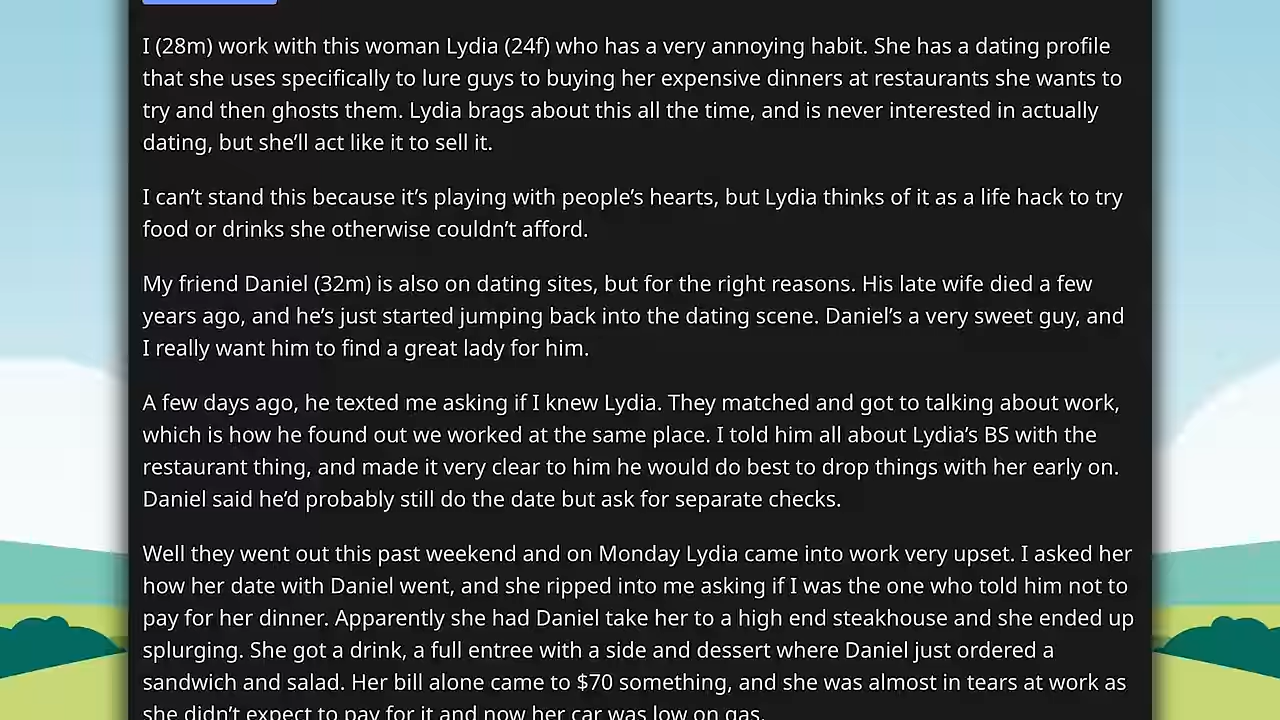 I (28m) work with this woman Lydia (24f) who has a very annoying habit. She has a dating profile
that she uses specifically to lure guys to buying her expensive dinners at restaurants she wants to
try and then ghosts them. Lydia brags about this all the time, and is never interested in actually
dating, but she’ll act like it to sell it.
I can’t stand this because it’s playing with people’s hearts, but Lydia thinks of it as a life hack to try
food or drinks she otherwise couldn’t afford.
My friend Daniel (32m) is also on dating sites, but for the right reasons. His late wife died a few
years ago, and he’s just started jumping back into the dating scene. Daniel’s a very sweet guy, and
I really want him to find a great lady for him.
A few days ago, he texted me asking if I knew Lydia. They matched and got to talking about work,
which is how he found out we worked at the same place. I told him all about Lydia’s BS with the
restaurant thing, and made it very clear to him he would do best to drop things with her early on.
Daniel said he’d probably still do the date but ask for separate checks.
Well they went out this past weekend and on Monday Lydia came into work very upset. I asked her
how her date with Daniel went, and she ripped into me asking if I was the one who told him not to
pay for her dinner. Apparently she had Daniel take her to a high end steakhouse and she ended up
splurging. She got a drink, a full entree with a side and dessert where Daniel just ordered a
sandwich and salad. Her bill alone came to $70 something, and she was almost in tears at work as
she didn’t expect to pay for it and now her car was low on gas.